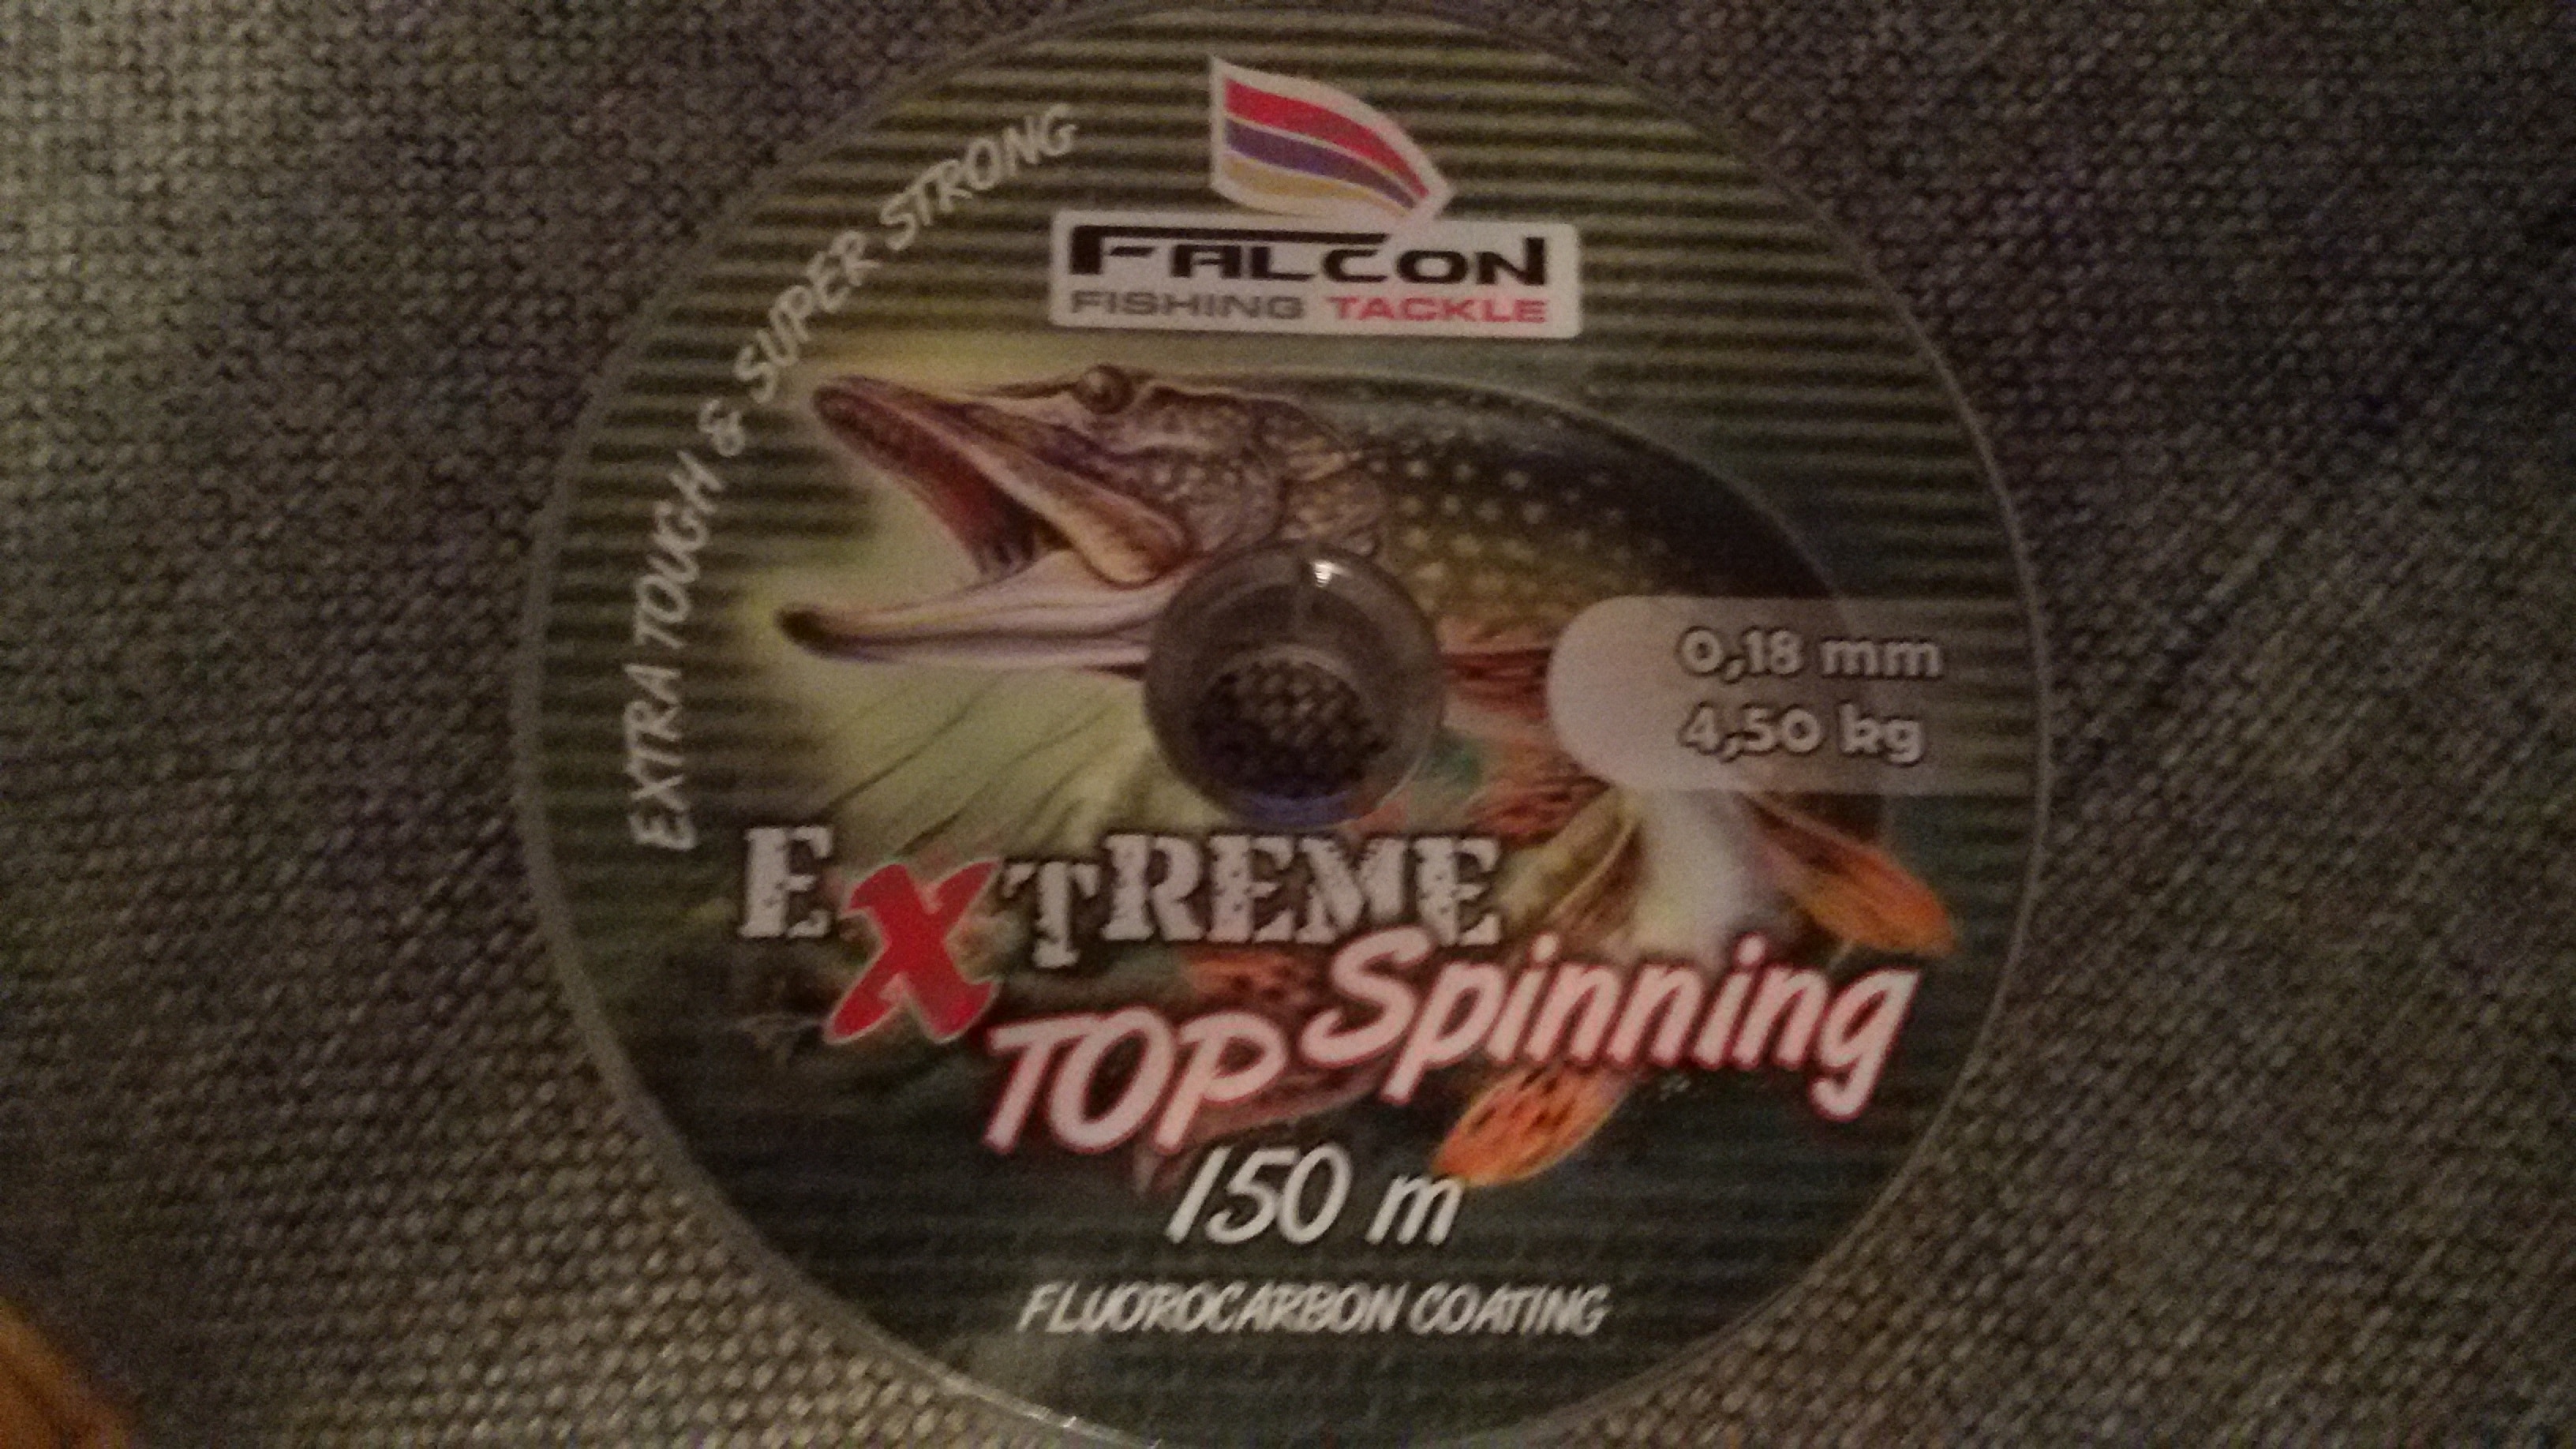 EXTRA TOUGH & SUPER STRONG
FALCON
FISHING TACKLE
0,18 mm
4,50 kg
EXTREME
TOP Spinning
150 m
FLUOROCARBON COATING